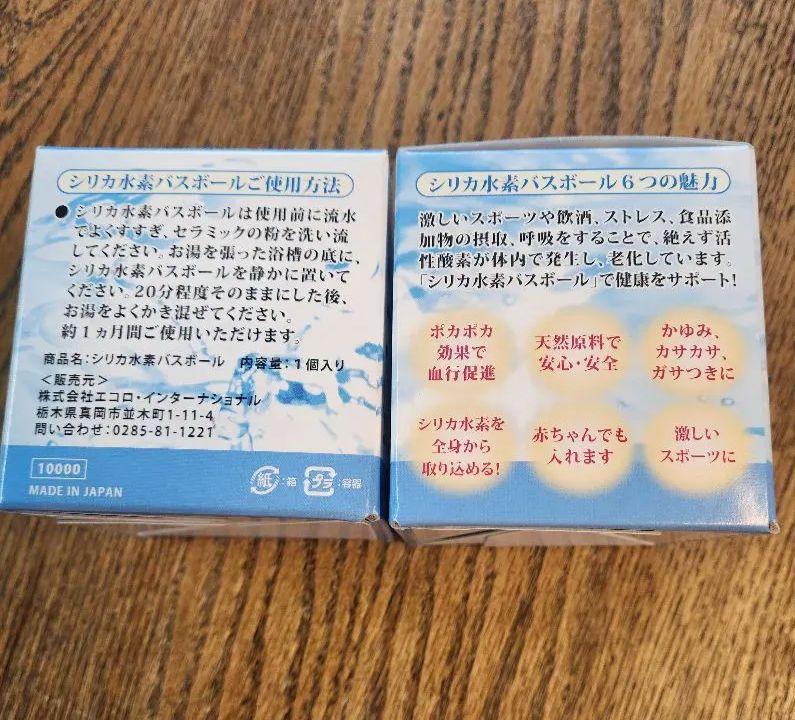 シリカ水素バスボールご使用方法
●シリカ水素バスボールは使用前に流水
でよくすすぎ、セラミックの粉を洗い流
してください。お湯を張った浴槽の底に、
シリカ水素バスボールを静かに置いて
ください。20分程度そのままにした後、
お湯をよくかき混ぜてください。
約1ヵ月間ご使用いただけます。
商品名:シリカ水素バスボール 内容量:1個入り
<販売元>
株式会社エコロ・インターナショナル
栃木県真岡市並木町1-11-4
問い合わせ:0285-81-1221
10000
MADE IN JAPAN
紙:箱 プラ:容器
シリカ水素バスボール6つの魅力
激しいスポーツや飲酒、ストレス、食品添
加物の摂取、呼吸をすることで、絶えず活
性酸素が体内で発生し、老化しています。
「シリカ水素バスボール」で健康をサポート!
ポカポカ
効果で
血行促進
天然原料で
安心・安全
かゆみ、
カサカサ、
ガサつきに
シリカ水素を
全身から
取り込める!
赤ちゃんでも
入れます
激しい
スポーツに